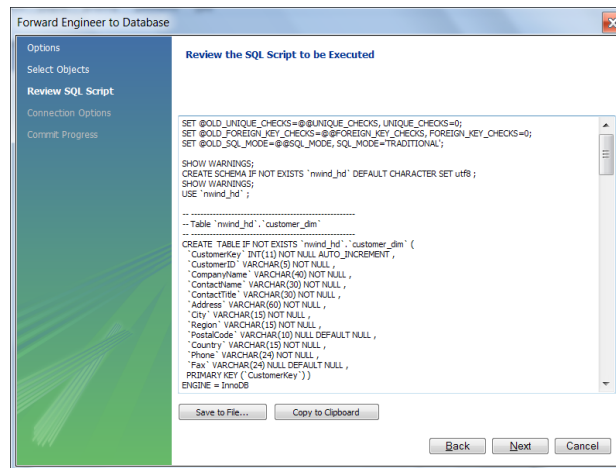 Forward Engineer to Database
Options
Select Objects
Review SQL Script
Connection Options
Commit Progress
Review the SQL Script to be Executed
SET @OLD_UNIQUE_CHECKS=@@UNIQUE_CHECKS, UNIQUE_CHECKS=0;
SET @OLD_FOREIGN_KEY_CHECKS=@@FOREIGN_KEY_CHECKS, FOREIGN_KEY_CHECKS=0;
SET @OLD_SQL_MODE=@@SQL_MODE, SQL_MODE='TRADITIONAL';
SHOW WARNINGS;
CREATE SCHEMA IF NOT EXISTS `nwind_hd` DEFAULT CHARACTER SET utf8 ;
SHOW WARNINGS;
USE `nwind_hd` ;
-- -----------------------------------------------------
-- Table `nwind_hd`.`customer_dim`
-- -----------------------------------------------------
CREATE  TABLE IF NOT EXISTS `nwind_hd`.`customer_dim` (
`CustomerKey` INT(11) NOT NULL AUTO_INCREMENT ,
`CustomerID` VARCHAR(5) NOT NULL ,
`CompanyName` VARCHAR(40) NOT NULL ,
`ContactName` VARCHAR(30) NOT NULL ,
`ContactTitle` VARCHAR(30) NOT NULL ,
`Address` VARCHAR(60) NOT NULL ,
`City` VARCHAR(15) NOT NULL ,
`Region` VARCHAR(15) NOT NULL ,
`PostalCode` VARCHAR(10) NULL DEFAULT NULL ,
`Country` VARCHAR(15) NOT NULL ,
`Phone` VARCHAR(24) NOT NULL ,
`Fax` VARCHAR(24) NULL DEFAULT NULL ,
PRIMARY KEY (`CustomerKey`) )
ENGINE = InnoDB
Save to File... Copy to Clipboard
Back Next Cancel